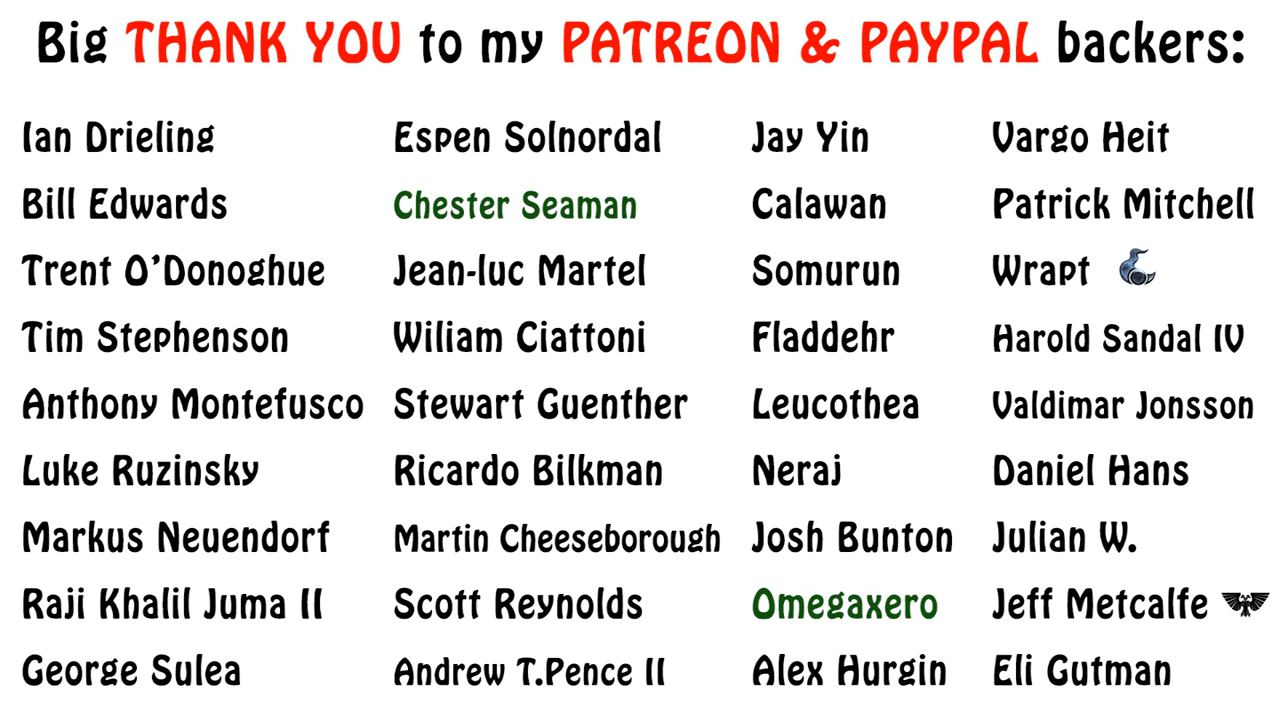 Big THANK YOU to my PATREON & PAYPAL backers:
Ian Drieling
Bill Edwards
Trent O'Donoghue
Tim Stephenson
Anthony Montefusco
Luke Ruzinsky
Markus Neuendorf
Raji Khalil Juma II
George Sulea
Espen Solnordal
Chester Seaman
Jean-luc Martel
Wiliam Ciattoni
Stewart Guenther
Ricardo Bilkman
Martin Cheeseborough
Scott Reynolds
Andrew T.Pence II
Jay Yin
Calawan
Somurun
Fladdehr
Leucothea
Neraj
Josh Bunton
Omegaxero
Alex Hurgin
Vargo Heit
Patrick Mitchell
Wrapt
Harold Sandal IV
Valdimar Jonsson
Daniel Hans
Julian W.
Jeff Metcalfe
Eli Gutman